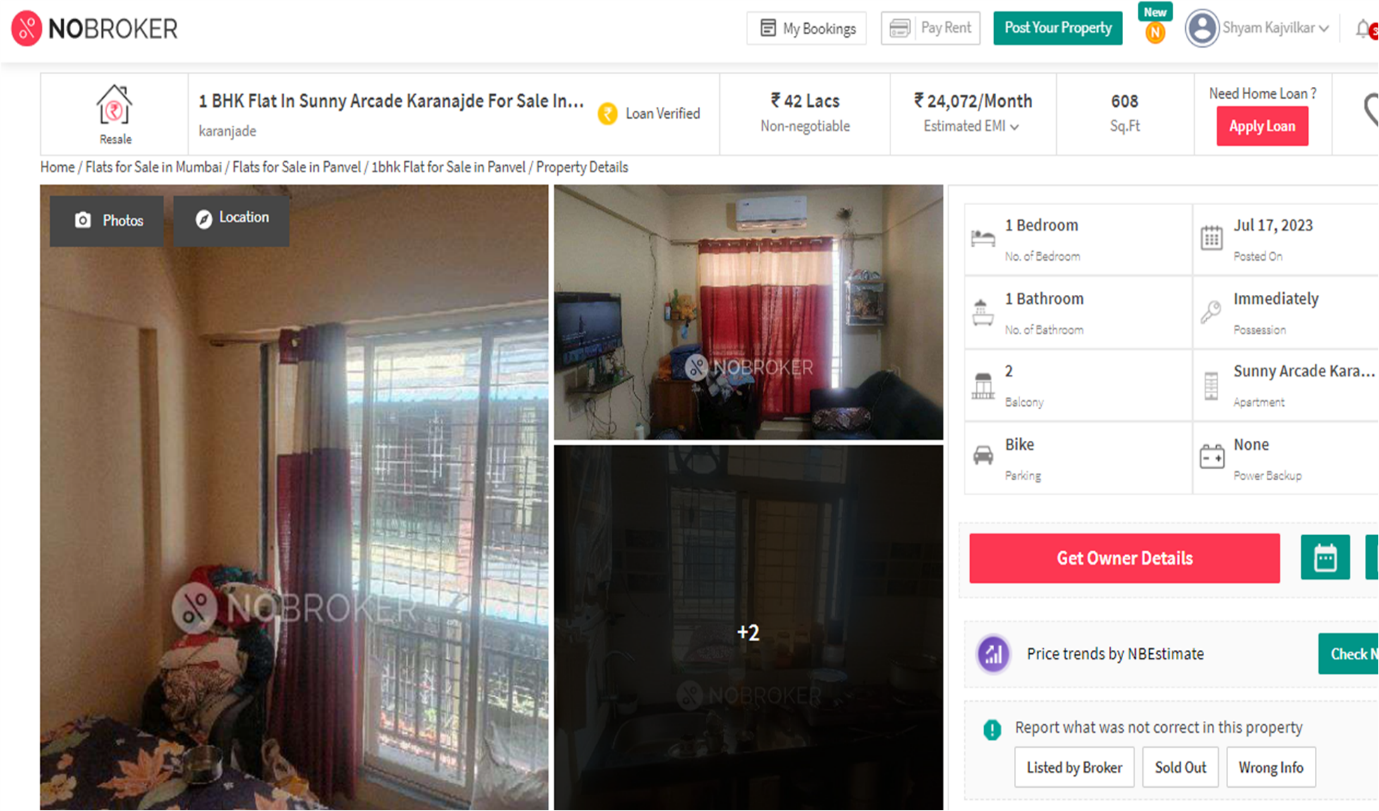 NOBROKER
My Bookings
Pay Rent
Post Your Property
New
N
Shyam Kajvilkar
3
Resale
1 BHK Flat In Sunny Arcade Karanajde For Sale In...
karanjade
Loan Verified
₹ 42 Lacs
Non-negotiable
₹ 24,072/Month
Estimated EMI
608
Sq.Ft
Need Home Loan ?
Apply Loan
Home / Flats for Sale in Mumbai / Flats for Sale in Panvel / 1bhk Flat for Sale in Panvel / Property Details
Photos
Location
NOBROKER
NOBROKER
+2
NOBROKER
1 Bedroom
No. of Bedroom
Jul 17, 2023
Posted On
1 Bathroom
No. of Bathroom
Immediately
Possession
2
Balcony
Sunny Arcade Kara...
Apartment
Bike
Parking
None
Power Backup
Get Owner Details
Price trends by NBEstimate
Check N
Report what was not correct in this property
Listed by Broker
Sold Out
Wrong Info